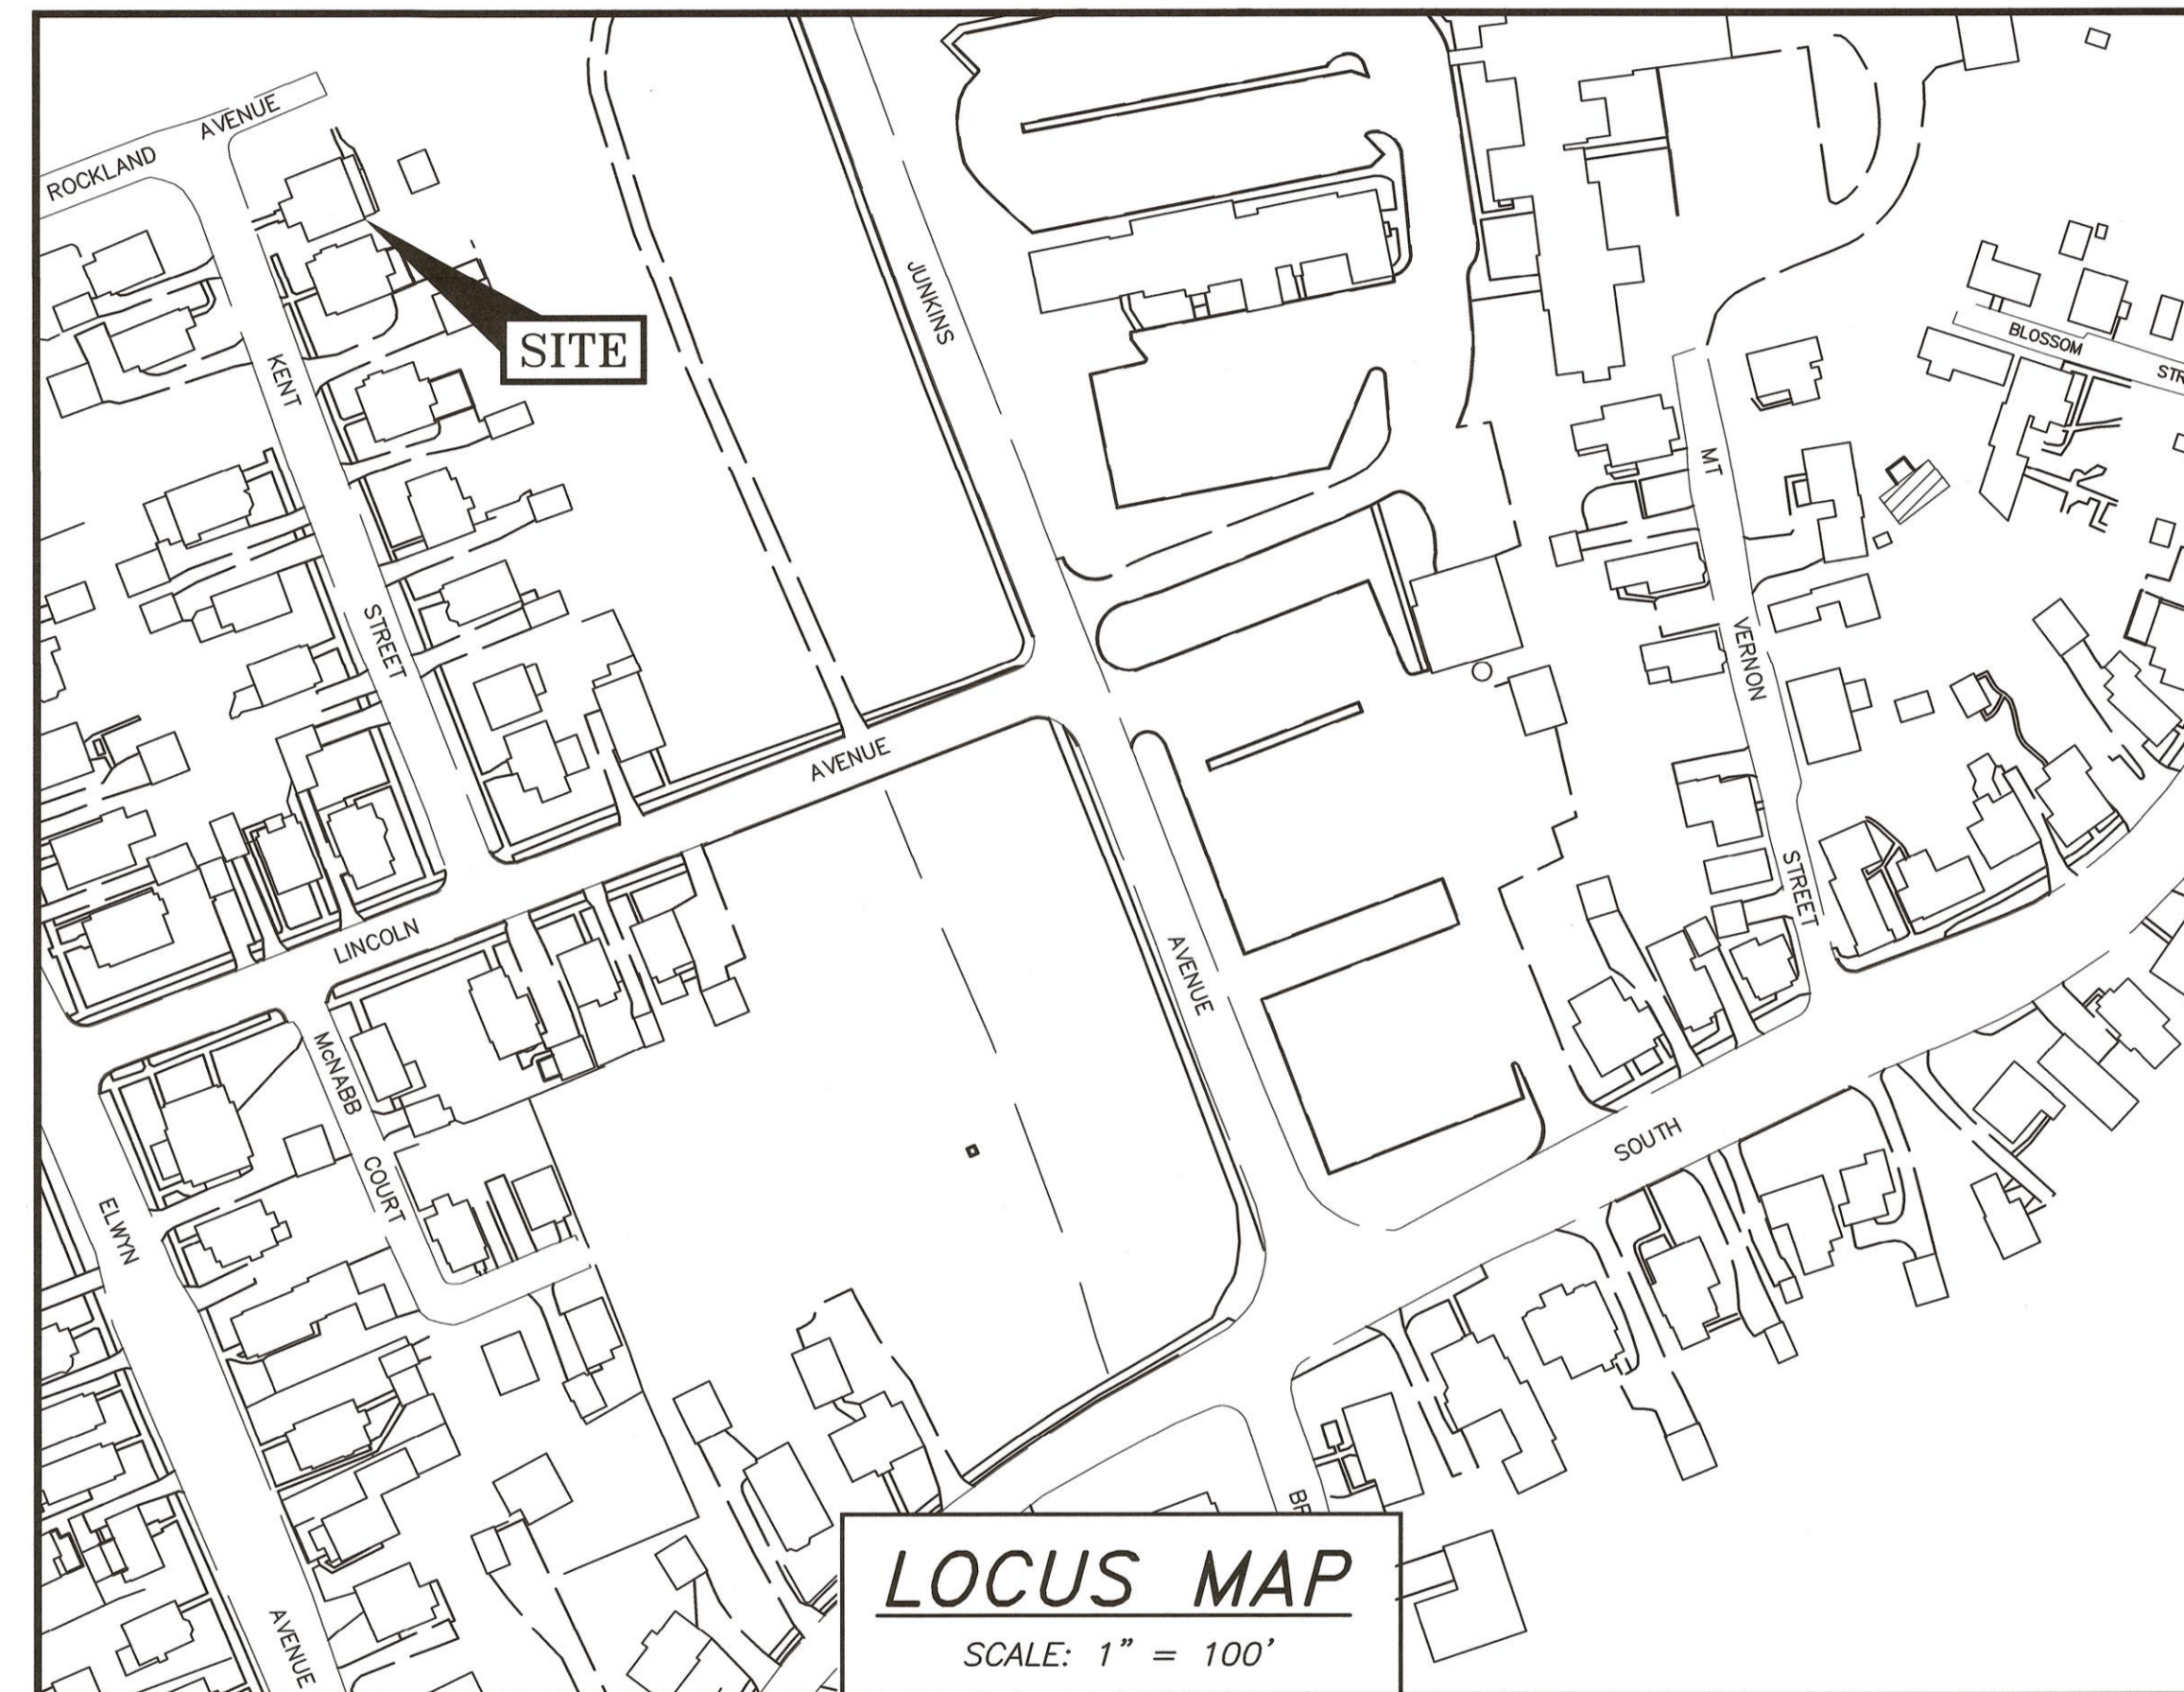 ROCKLAND AVENUE
SITE
JUNKINS AVENUE
KENT STREET
BLOSSOM
MT VERNON STREET
LINCOLN AVENUE
McNABB COURT
SOUTH
ELWYN AVENUE
LOCUS MAP
SCALE: 1" = 100'